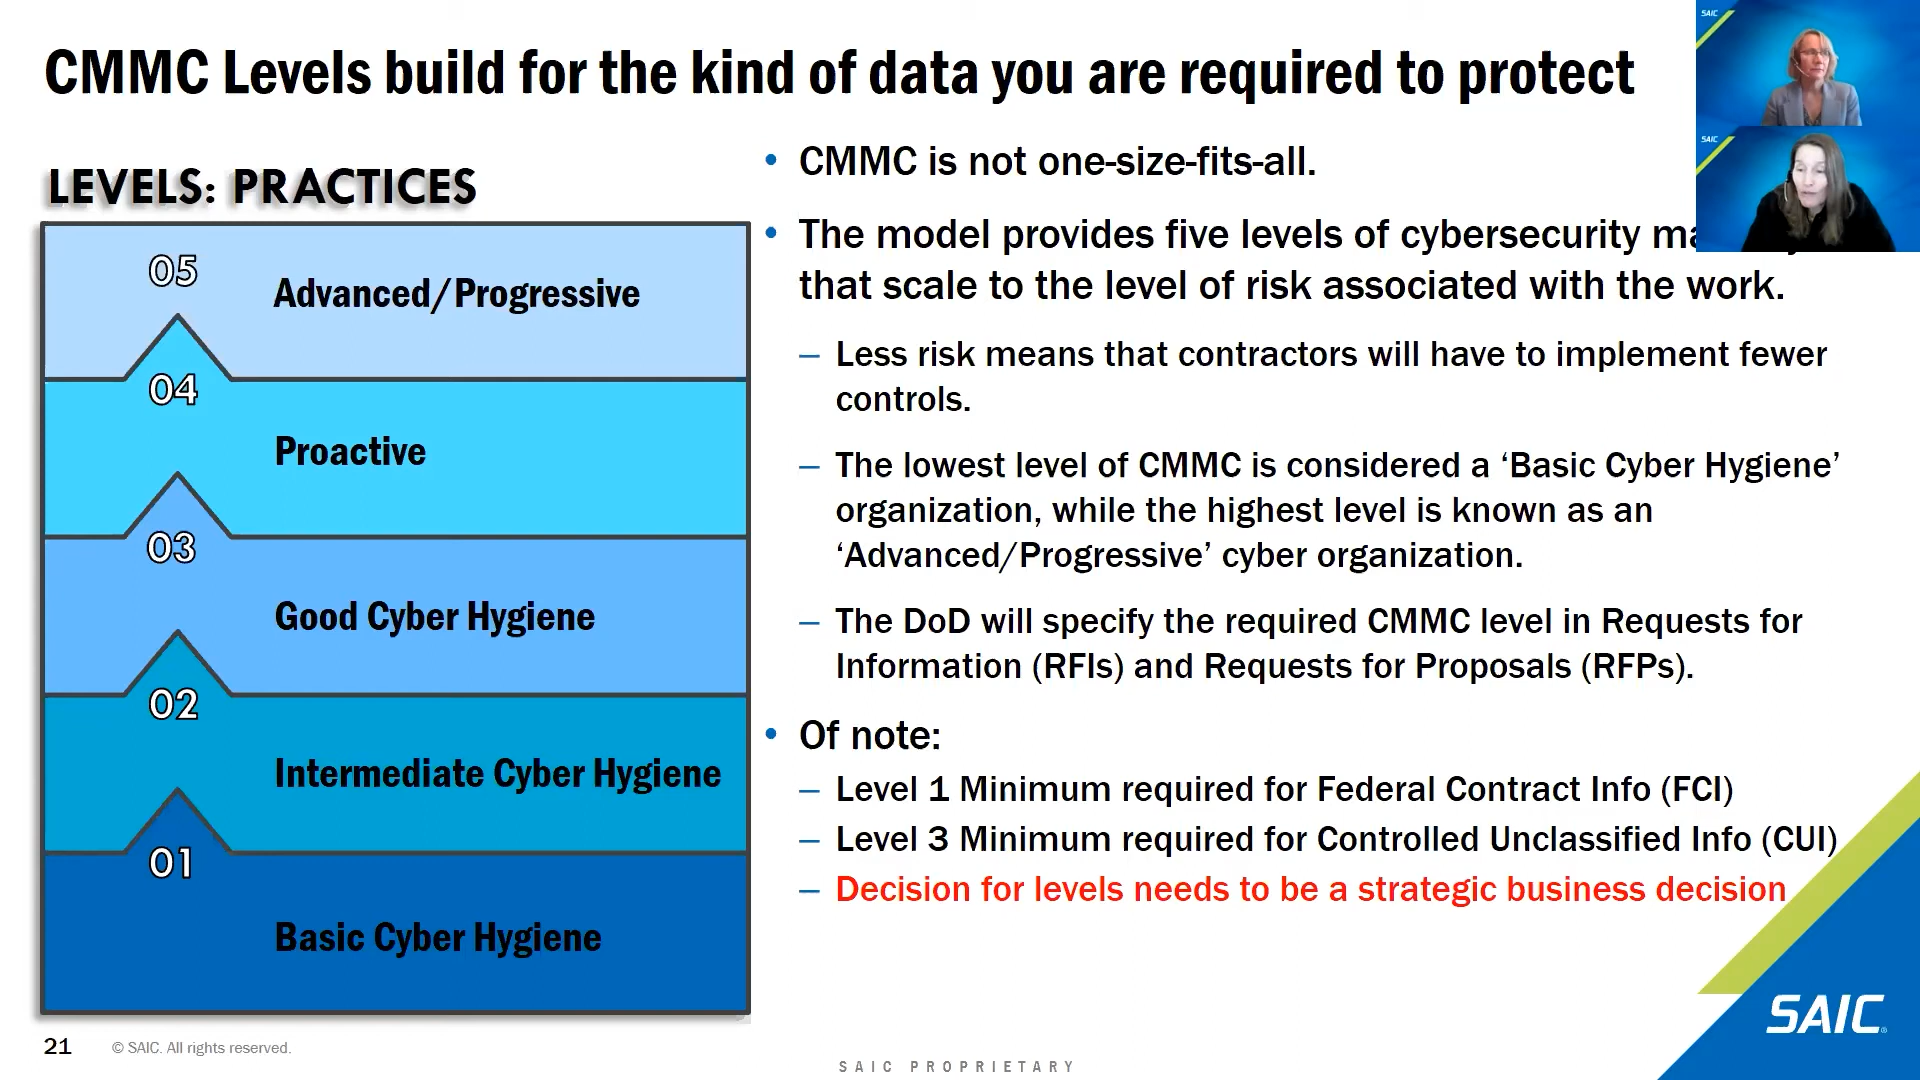 CMMC Levels build for the kind of data you are required to protect
LEVELS: PRACTICES
05
Advanced/Progressive
04
Proactive
03
Good Cyber Hygiene
02
Intermediate Cyber Hygiene
01
Basic Cyber Hygiene
• CMMC is not one-size-fits-all.
• The model provides five levels of cybersecurity
that scale to the level of risk associated with the work.
– Less risk means that contractors will have to implement fewer
controls.
– The lowest level of CMMC is considered a ‘Basic Cyber Hygiene’
organization, while the highest level is known as an
‘Advanced/Progressive’ cyber organization.
– The DoD will specify the required CMMC level in Requests for
Information (RFIs) and Requests for Proposals (RFPs).
• Of note:
– Level 1 Minimum required for Federal Contract Info (FCI)
– Level 3 Minimum required for Controlled Unclassified Info (CUI)
– Decision for levels needs to be a strategic business decision
SAIC
SAIC
SAIC
21
© SAIC. All rights reserved.
SAIC PROPRIETARY